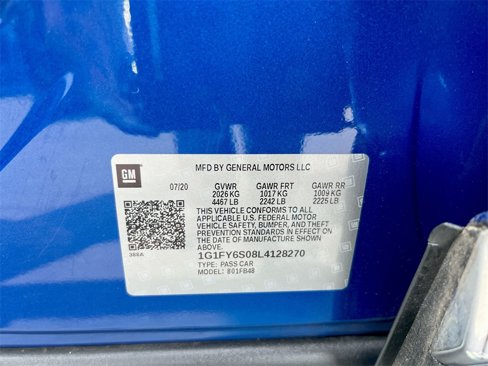 MFD BY GENERAL MOTORS LLC
GM
07/20 GVWR GAWR FRT GAWR RR
2026 KG 1017 KG 1009 KG
4467 LB 2242 LB 2225 LB
THIS VEHICLE CONFORMS TO ALL
APPLICABLE U.S. FEDERAL MOTOR
VEHICLE SAFETY, BUMPER, AND THEFT
PREVENTION STANDARDS IN EFFECT ON
THE DATE OF MANUFACTURE SHOWN
ABOVE.
388A 1G1FY6S08L4128270
TYPE: PASS CAR
MODEL: 801FB48